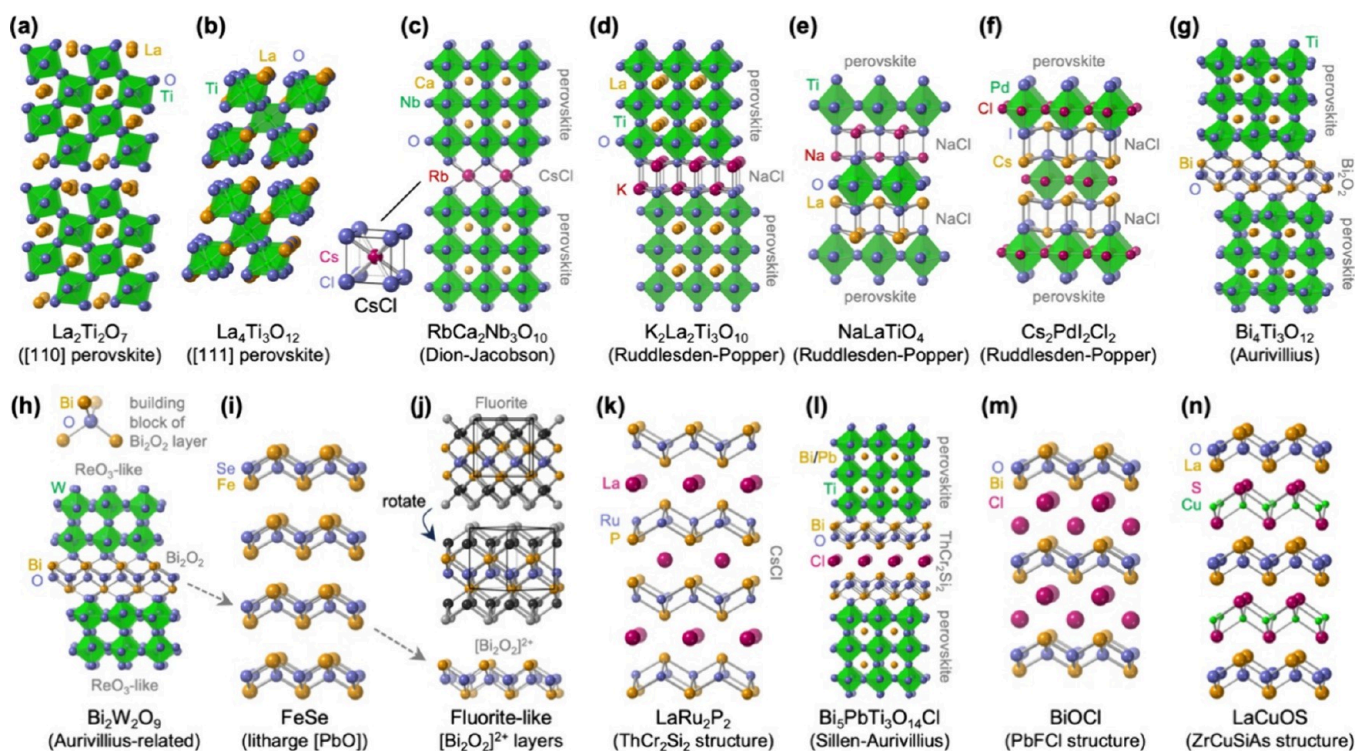 (a)
La
O
Ti
La₂Ti₂O₇
([110] perovskite)
(b)
La
O
Ti
La₄Ti₃O₁₂
([111] perovskite)
(c)
Ca
Nb
O
Rb
perovskite
CsCl
perovskite
Cs
Cl
CsCl
RbCa₂Nb₃O₁₀
(Dion-Jacobson)
(d)
La
Ti
O
K
perovskite
NaCl
perovskite
K₂La₂Ti₃O₁₀
(Ruddlesden-Popper)
(e)
perovskite
Ti
Na
O
La
NaCl
NaCl
perovskite
NaLaTiO₄
(Ruddlesden-Popper)
(f)
perovskite
Pd
Cl
I
Cs
NaCl
NaCl
perovskite
Cs₂PdI₂Cl₂
(Ruddlesden-Popper)
(g)
Ti
perovskite
Bi
O
Bi₂O₂
Bi₄Ti₃O₁₂
(Aurivillius)
(h)
Bi
O
building
block of
Bi₂O₂ layer
ReO₃-like
W
Bi₂O₂
Bi
O
ReO₃-like
Bi₂W₂O₉
(Aurivillius-related)
(i)
Se
Fe
FeSe
(litharge [PbO])
(j)
Fluorite
rotate
[Bi₂O₂]²⁺
Fluorite-like
[Bi₂O₂]²⁺ layers
(k)
La
Ru
P
CsCl
LaRu₂P₂
(ThCr₂Si₂ structure)
(l)
Bi/Pb
Ti
Bi
O
Cl
perovskite
ThCr₂Si₂
perovskite
Bi₅PbTi₃O₁₄Cl
(Sillen-Aurivillius)
(m)
O
Bi
Cl
BiOCl
(PbFCl structure)
(n)
O
La
S
Cu
LaCuOS
(ZrCuSiAs structure)